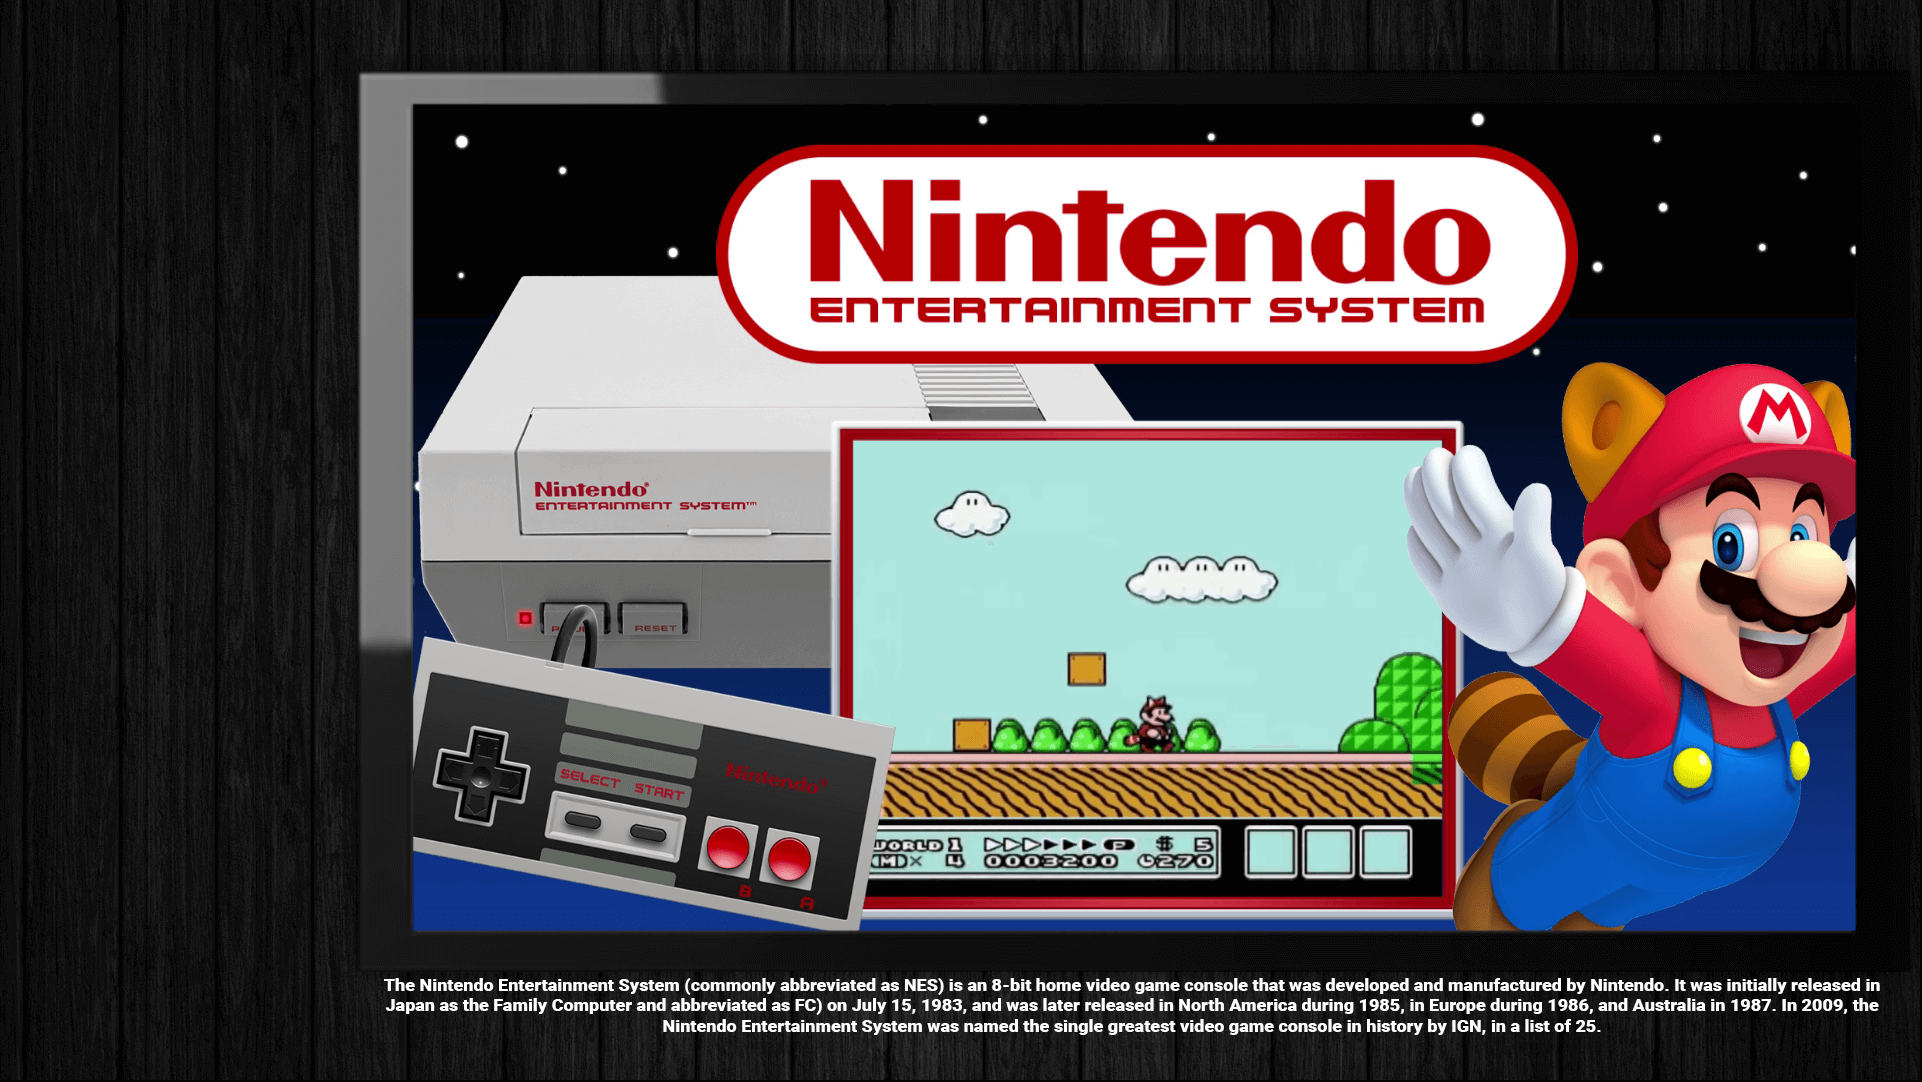 Nintendo
ENTERTAINMENT SYSTEM
M
Nintendo®
ENTERTAINMENT SYSTEM™
RESET
SELECT START
Nintendo®
B
A
WORLD 1 P $ 5
(M)× 4 0003200 270
The Nintendo Entertainment System (commonly abbreviated as NES) is an 8-bit home video game console that was developed and manufactured by Nintendo. It was initially released in
Japan as the Family Computer and abbreviated as FC) on July 15, 1983, and was later released in North America during 1985, in Europe during 1986, and Australia in 1987. In 2009, the
Nintendo Entertainment System was named the single greatest video game console in history by IGN, in a list of 25.